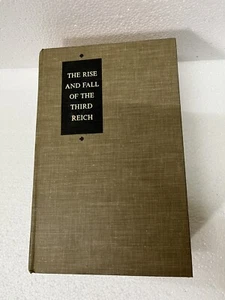 THE RISE
AND FALL
OF THE
THIRD
REICH